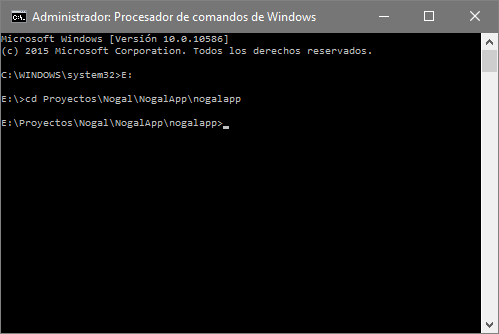 Administrador: Procesador de comandos de Windows
Microsoft Windows [Versión 10.0.10586]
(c) 2015 Microsoft Corporation. Todos los derechos reservados.
C:\WINDOWS\system32>E:
E:\>cd Proyectos\Nogal\NogalApp\nogalapp
E:\Proyectos\Nogal\NogalApp\nogalapp>